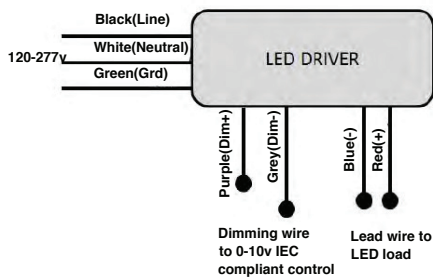 Black(Line)
White(Neutral)
120-277v
Green(Grd)
LED DRIVER
Purple(Dim+)
Grey(Dim-)
Blue(-)
Red(+)
Dimming wire
to 0-10v IEC
compliant control
Lead wire to
LED load